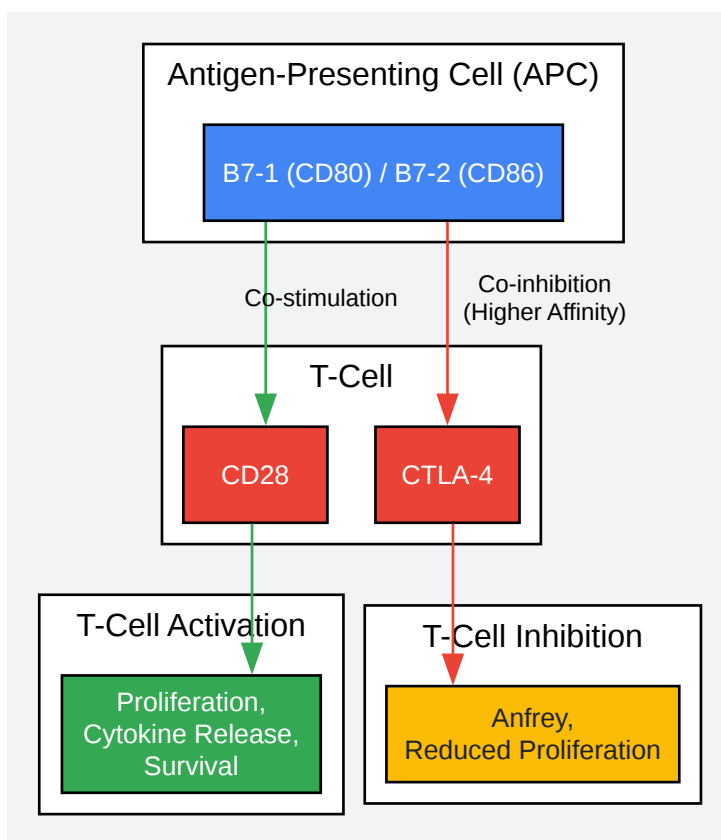 Antigen-Presenting Cell (APC)
B7-1 (CD80) / B7-2 (CD86)
Co-stimulation
Co-inhibition
(Higher Affinity)
T-Cell
CD28
CTLA-4
T-Cell Activation
Proliferation,
Cytokine Release,
Survival
T-Cell Inhibition
Anfrey,
Reduced Proliferation